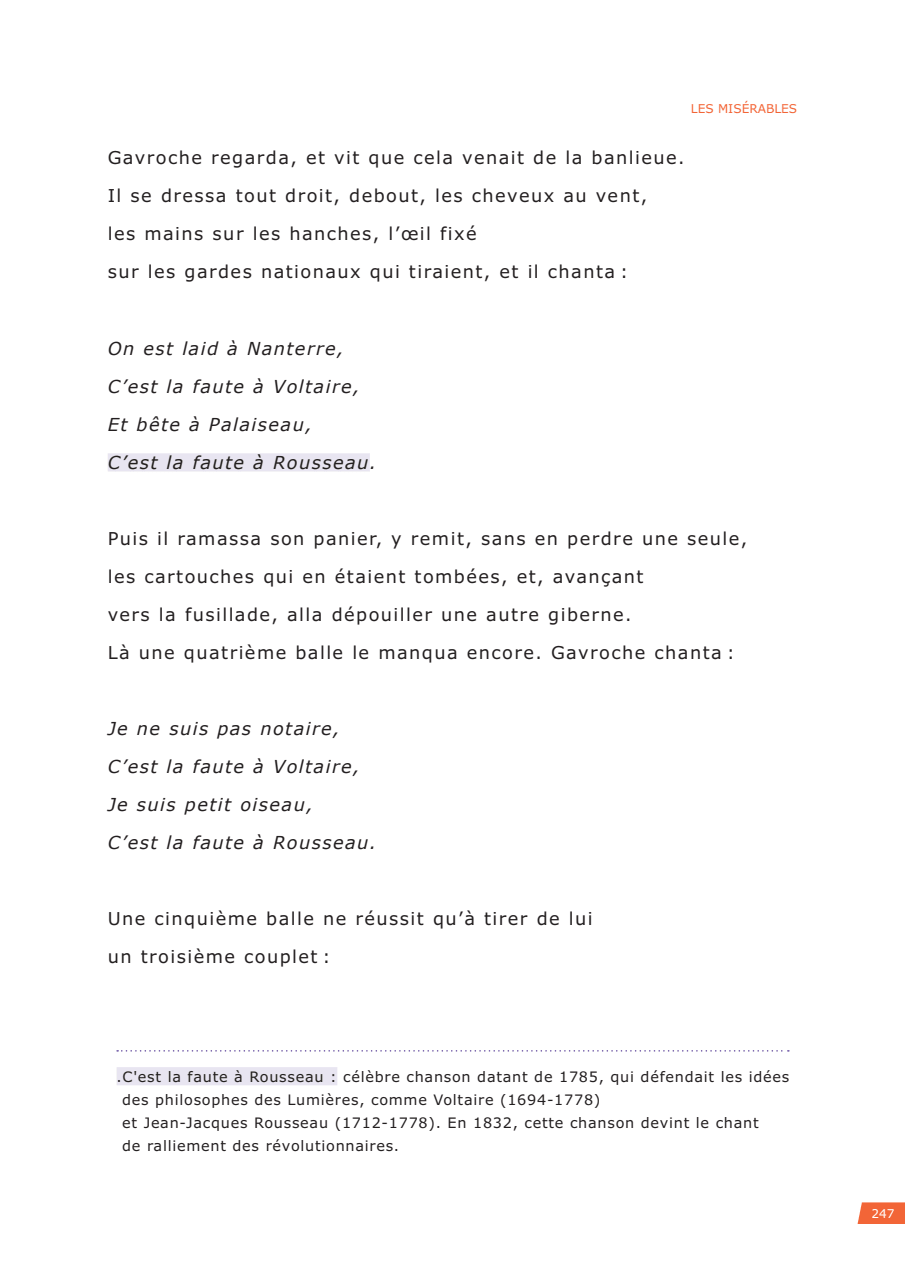 LES MISÉRABLES
Gavroche regarda, et vit que cela venait de la banlieue.
Il se dressa tout droit, debout, les cheveux au vent,
les mains sur les hanches, l’œil fixé
sur les gardes nationaux qui tiraient, et il chanta :
On est laid à Nanterre,
C’est la faute à Voltaire,
Et bête à Palaiseau,
C’est la faute à Rousseau.
Puis il ramassa son panier, y remit, sans en perdre une seule,
les cartouches qui en étaient tombées, et, avançant
vers la fusillade, alla dépouiller une autre giberne.
Là une quatrième balle le manqua encore. Gavroche chanta :
Je ne suis pas notaire,
C’est la faute à Voltaire,
Je suis petit oiseau,
C’est la faute à Rousseau.
Une cinquième balle ne réussit qu’à tirer de lui
un troisième couplet :
.C'est la faute à Rousseau : célèbre chanson datant de 1785, qui défendait les idées
des philosophes des Lumières, comme Voltaire (1694-1778)
et Jean-Jacques Rousseau (1712-1778). En 1832, cette chanson devint le chant
de ralliement des révolutionnaires.
247